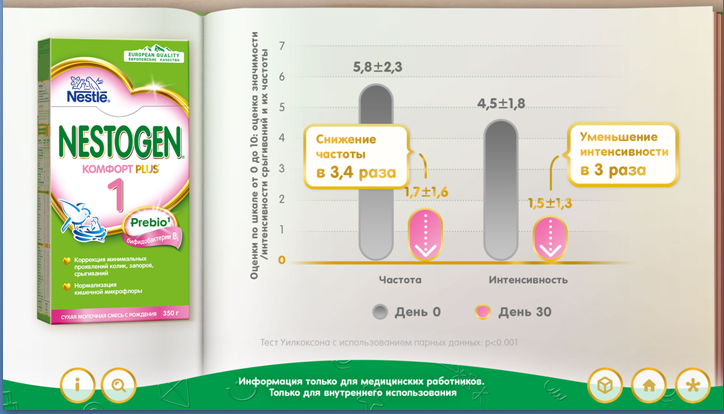 EUROPEAN QUALITY
ЕВРОПЕЙСКОЕ КАЧЕСТВО
Nestlé®
NESTOGEN®
КОМФОРТ PLUS
1
Prebio¹
бифидобактерии B
Коррекция минимальных
проявлений колик, запоров,
срыгиваний
Нормализация
кишечной микрофлоры
СУХАЯ МОЛОЧНАЯ СМЕСЬ С РОЖДЕНИЯ 350 г
Оценки по шкале от 0 до 10: оценка значимости
/интенсивности срыгиваний и их частоты
7
6
5
4
3
2
1
0
5,8±2,3
4,5±1,8
Снижение
частоты
в 3,4 раза
1,7±1,6
Уменьшение
интенсивности
в 3 раза
1,5±1,3
Частота
Интенсивность
День 0
День 30
Тест Уилкоксона с использованием парных данных: p<0.001
Информация только для медицинских работников.
Только для внутреннего использования